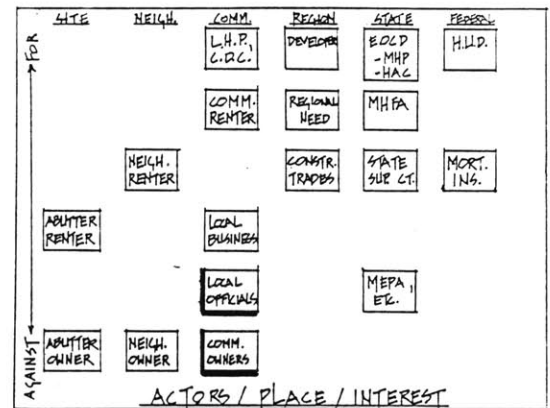 SITE NEIGH. COMM. REGION STATE FEDERAL
FOR
L.H.P.,
C.D.C.
DEVELOPER
EOCD
-MHP
-HAC
H.U.D.
COMM.
RENTER
REGIONAL
NEED
MHFA
NEIGH.
RENTER
CONSTR.
TRADES
STATE
SUP CT.
MORT.
INS.
ABUTTER
RENTER
LOCAL
BUSINESS
LOCAL
OFFICIALS
MEPA,
ETC.
AGAINST
ABUTTER
OWNER
NEIGH.
OWNER
COMM.
OWNERS
ACTORS / PLACE / INTEREST